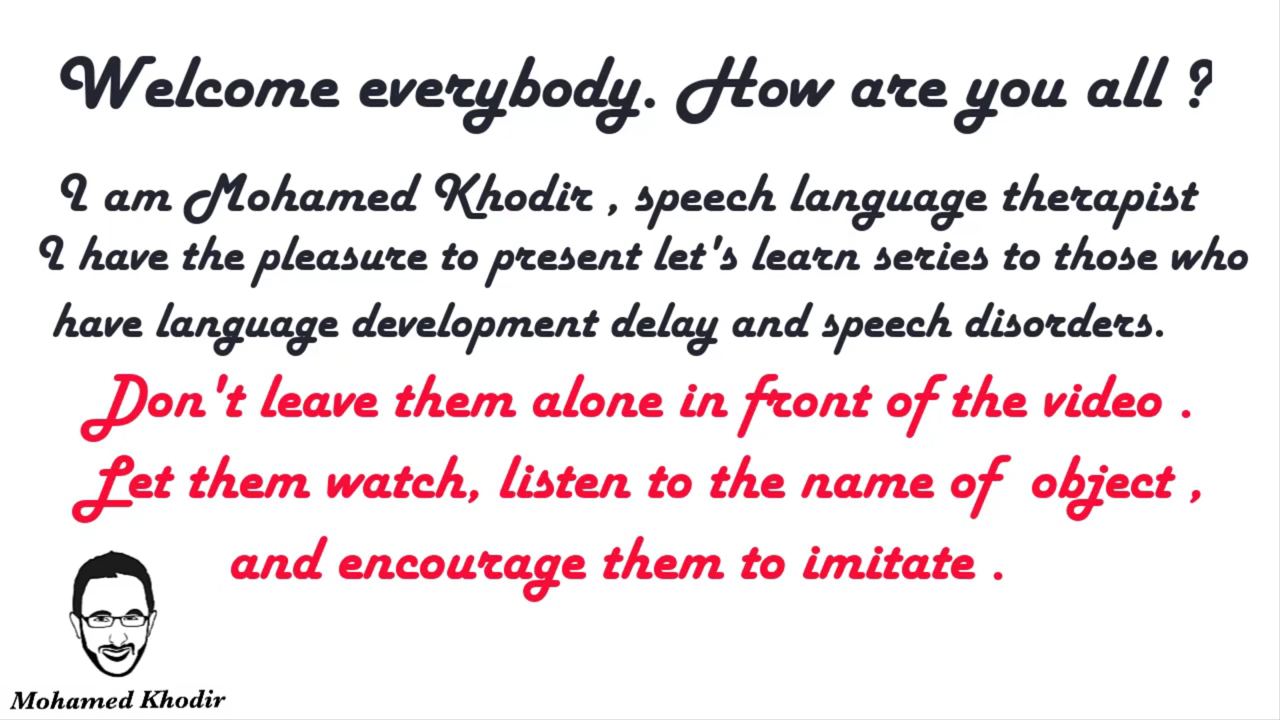 Welcome everybody. How are you all ?
I am Mohamed Khodir , speech language therapist
I have the pleasure to present let's learn series to those who
have language development delay and speech disorders.
Don't leave them alone in front of the video .
Let them watch, listen to the name of object ,
and encourage them to imitate .
Mohamed Khodir